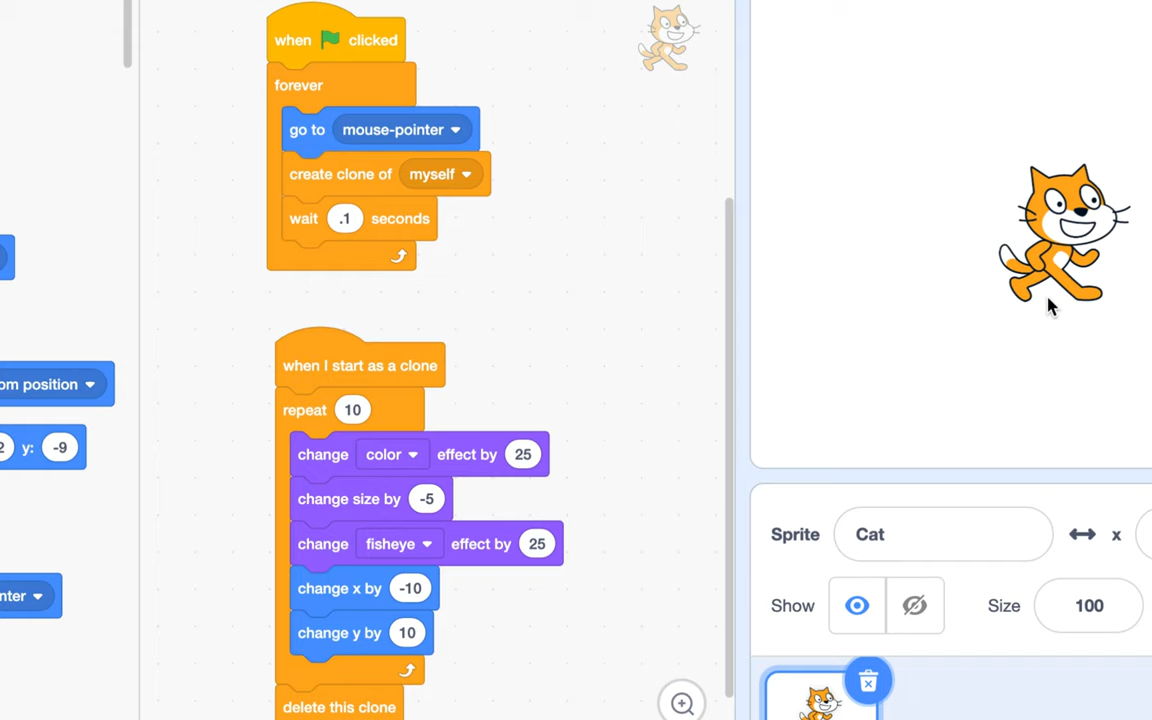 when clicked
forever
go to mouse-pointer
create clone of myself
wait .1 seconds
when I start as a clone
repeat 10
change color effect by 25
change size by -5
change fisheye effect by 25
change x by -10
change y by 10
delete this clone
position
y: -9
Sprite Cat x
Show Size 100